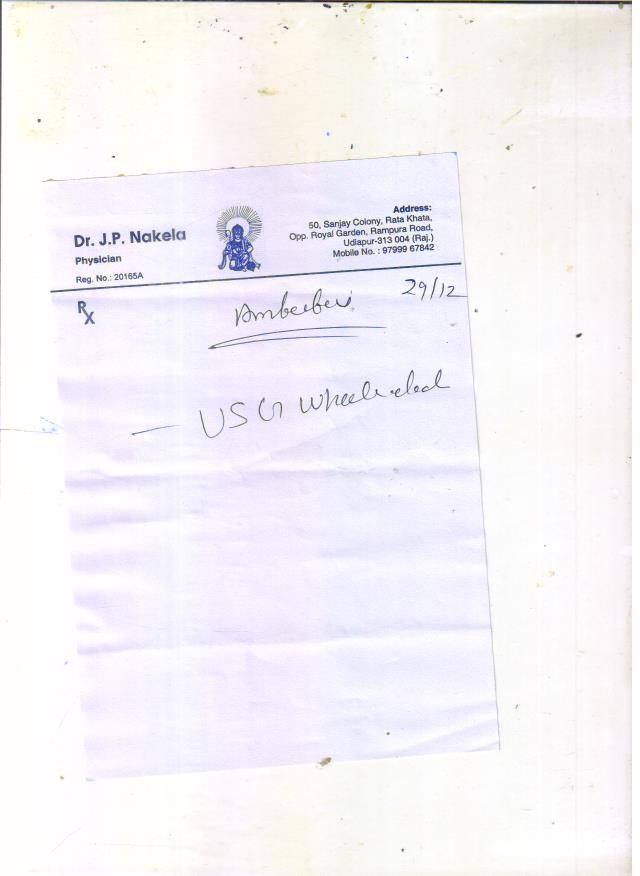 Dr. J.P. Nakela
Physician
Reg. No.: 20165A
Address:
50, Sanjay Colony, Rata Khata,
Opp. Royal Garden, Rampura Road,
Udiapur-313 004 (Raj.)
Mobile No. : 97999 67842
Rx
29/12
USG Whole abd